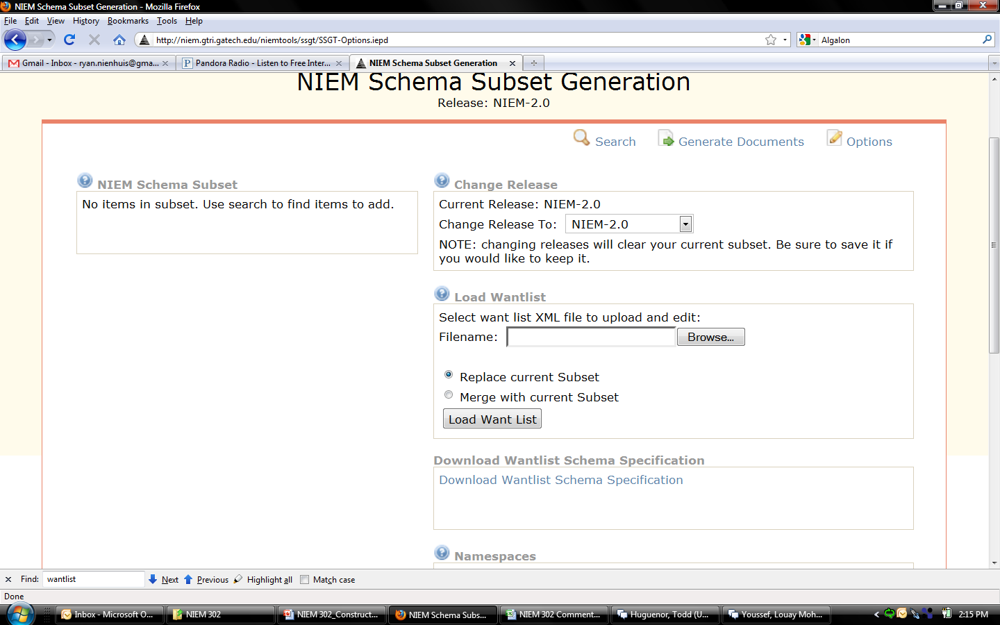 NIEM Schema Subset Generation - Mozilla Firefox
File Edit View History Bookmarks Tools Help
http://niem.gtri.gatech.edu/niemtools/ssgt/SSGT-Options.iepd
Algalon
Gmail - Inbox - ryan.nienhuis@gma...
Pandora Radio - Listen to Free Inter...
NIEM Schema Subset Generation
NIEM Schema Subset Generation
Release: NIEM-2.0
Search
Generate Documents
Options
NIEM Schema Subset
No items in subset. Use search to find items to add.
Change Release
Current Release: NIEM-2.0
Change Release To: NIEM-2.0
NOTE: changing releases will clear your current subset. Be sure to save it if
you would like to keep it.
Load Wantlist
Select want list XML file to upload and edit:
Filename: Browse...
Replace current Subset
Merge with current Subset
Load Want List
Download Wantlist Schema Specification
Download Wantlist Schema Specification
Namespaces
Find: wantlist Next Previous Highlight all Match case
Done
Inbox - Microsoft O...
NIEM 302
NIEM 302_Construct...
NIEM Schema Subs...
NIEM 302 Comment...
Huguenor, Todd (U...
Youssef, Louay Moh...
2:15 PM